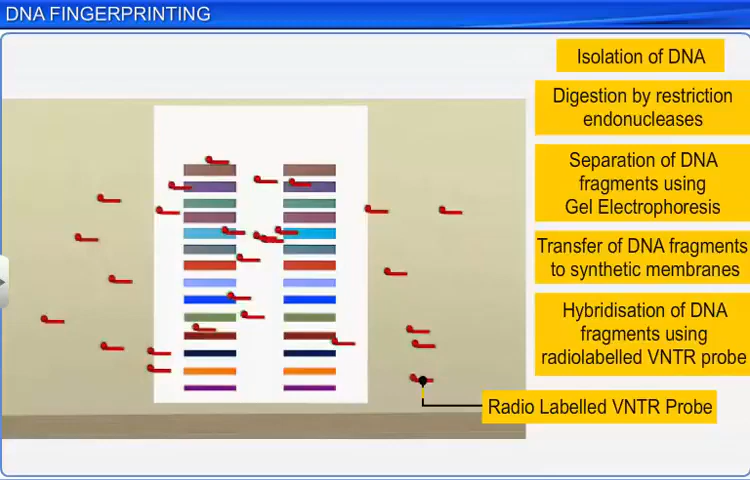 DNA FINGERPRINTING
Isolation of DNA
Digestion by restriction
endonucleases
Separation of DNA
fragments using
Gel Electrophoresis
Transfer of DNA fragments
to synthetic membranes
Hybridisation of DNA
fragments using
radiolabelled VNTR probe
Radio Labelled VNTR Probe